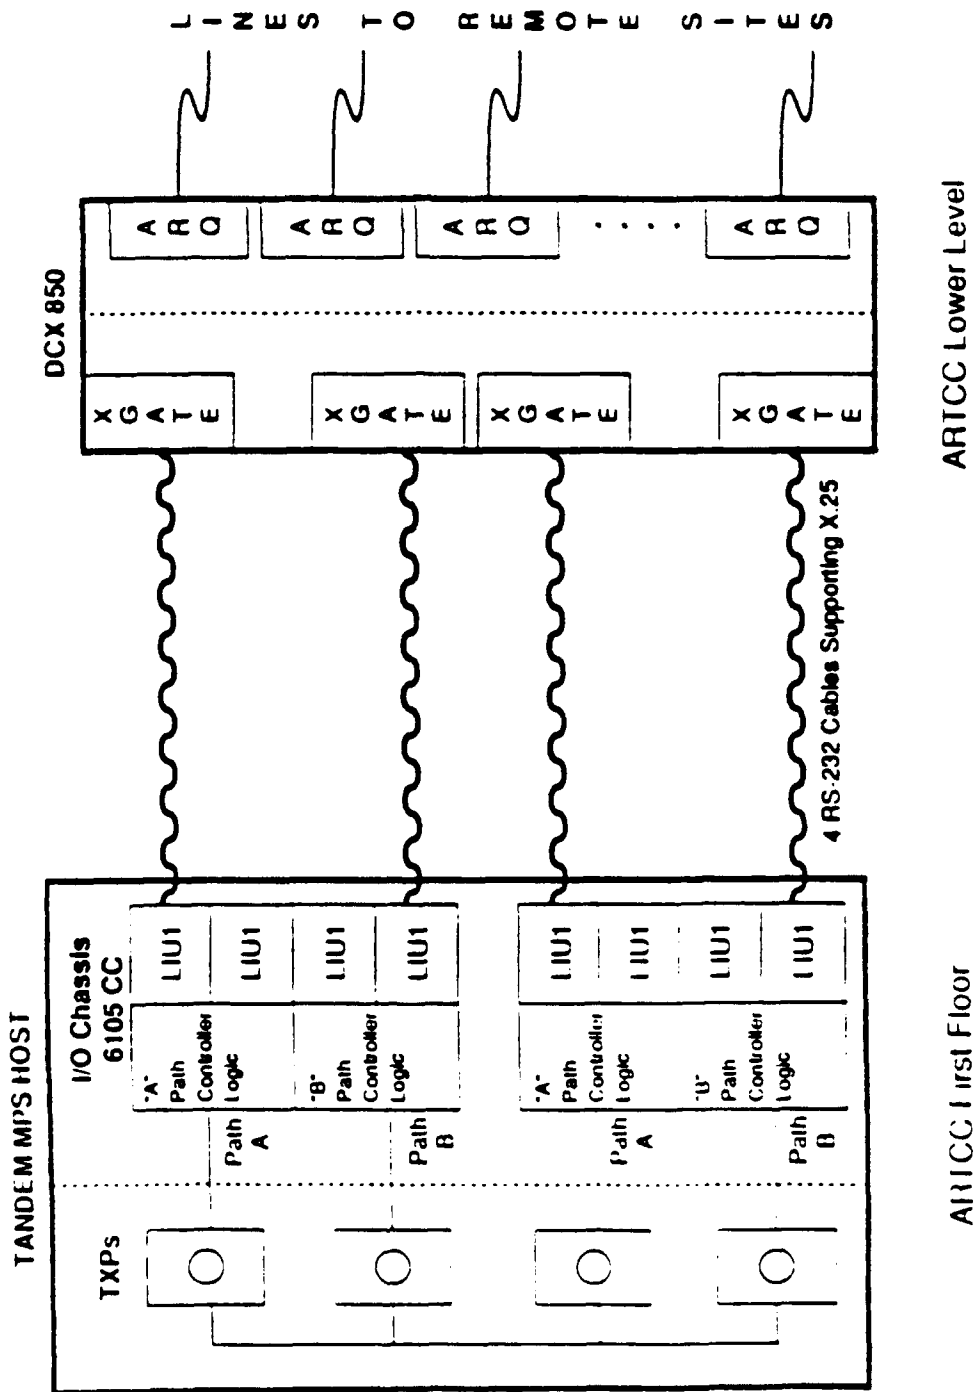 TANDEM MPS HOST
TXPs
I/O Chassis
6105 CC
Path
A
Path
B
Path
A
Path
B
"A"
Path
Controller
Logic
"B"
Path
Controller
Logic
"A"
Path
Controller
Logic
"B"
Path
Controller
Logic
LIU1
LIU1
LIU1
LIU1
LIU1
LIU1
LIU1
LIU1
4 RS-232 Cables Supporting X.25
DCX 850
XGATE
XGATE
XGATE
XGATE
ARQ
ARQ
ARQ
. . . .
ARQ
LINES TO REMOTE SITES
ARTCC First Floor
ARTCC Lower Level